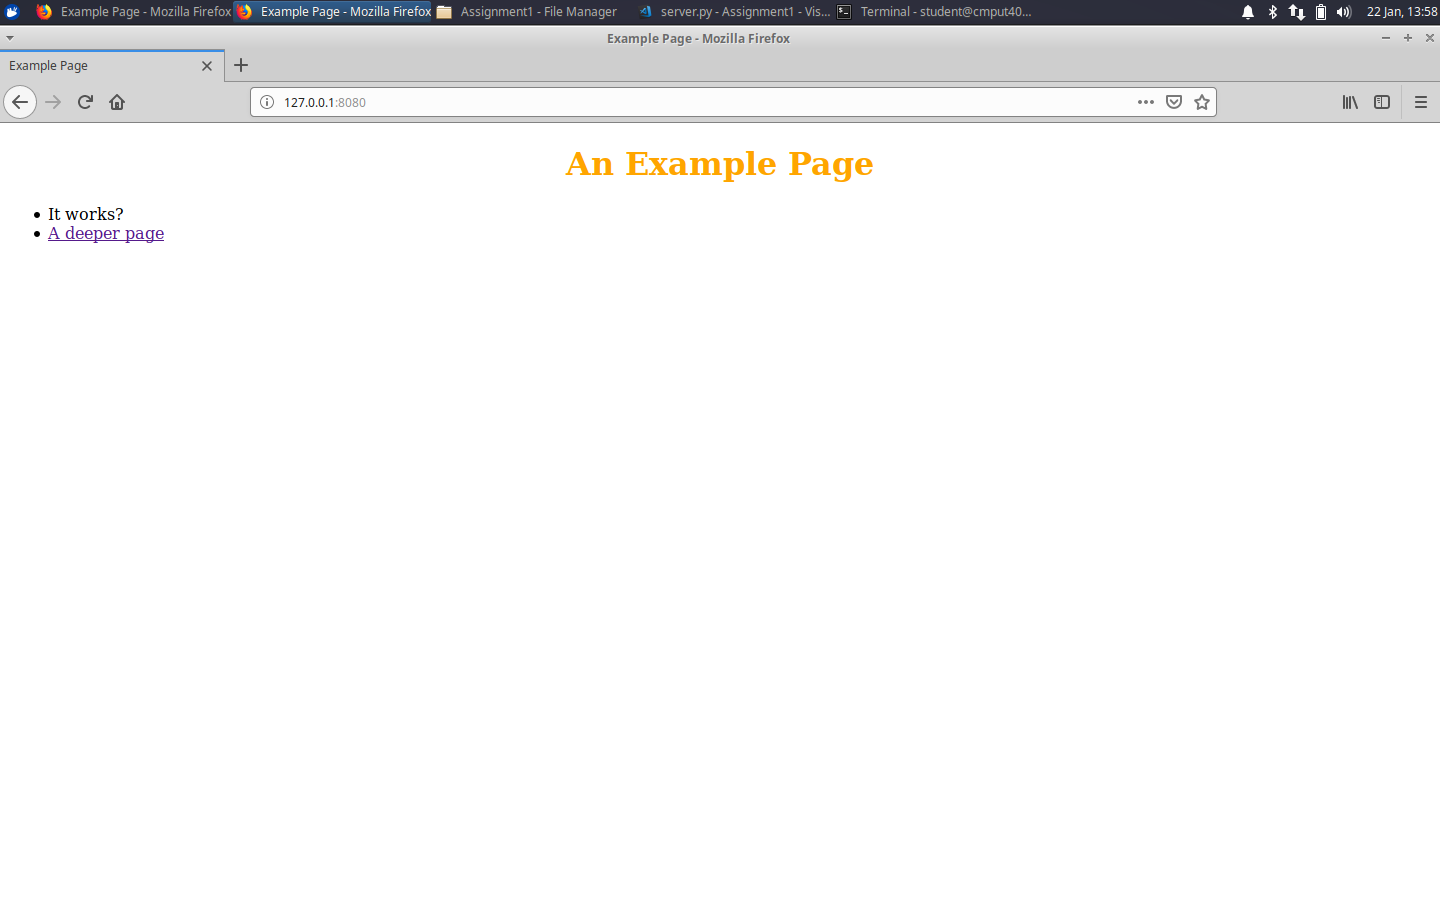 Example Page - Mozilla Firefox
Example Page - Mozilla Firefox
Assignment1 - File Manager
server.py - Assignment1 - Vis...
Terminal - student@cmput40...
22 Jan, 13:58
Example Page - Mozilla Firefox
Example Page
127.0.0.1:8080
An Example Page
It works?
A deeper page